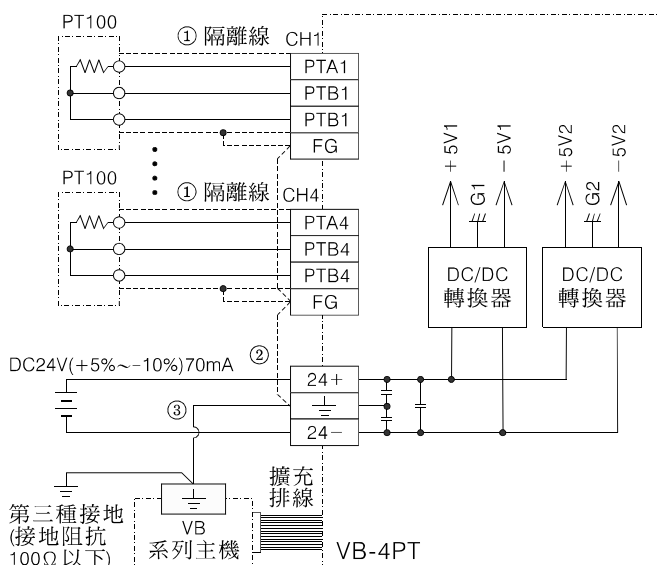 PT100
① 隔離線
CH1
PTA1
PTB1
PTB1
FG
PT100
① 隔離線
CH4
PTA4
PTB4
PTB4
FG
+5V1
G1
-5V1
+5V2
G2
-5V2
DC/DC
轉換器
DC/DC
轉換器
②
DC24V(+5%～-10%)70mA
24+
③
24-
第三種接地
(接地阻抗
100Ω以下)
VB
系列主機
擴充
排線
VB-4PT